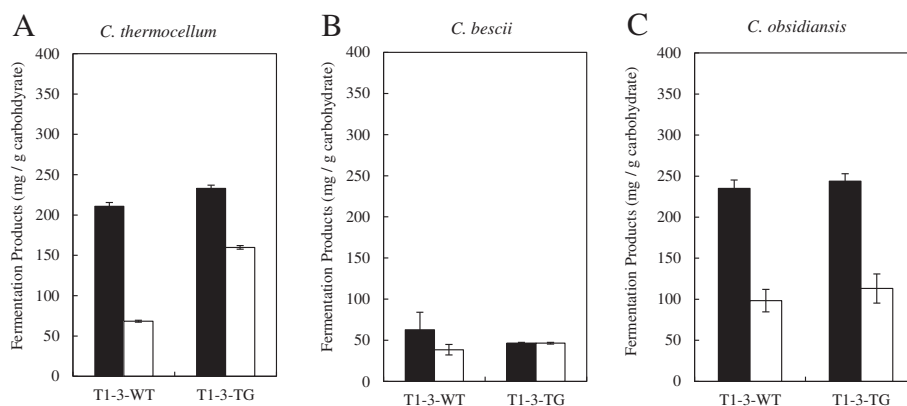 A
C. thermocellum
Fermentation Products (mg / g carbohdyrate)
400
350
300
250
200
150
100
50
0
T1-3-WT
T1-3-TG
B
C. bescii
Fermentation Products (mg / g carbohydrate)
400
350
300
250
200
150
100
50
0
T1-3-WT
T1-3-TG
C
C. obsidiansis
Fermentation Products (mg / g carbohydrate)
400
350
300
250
200
150
100
50
0
T1-3-WT
T1-3-TG